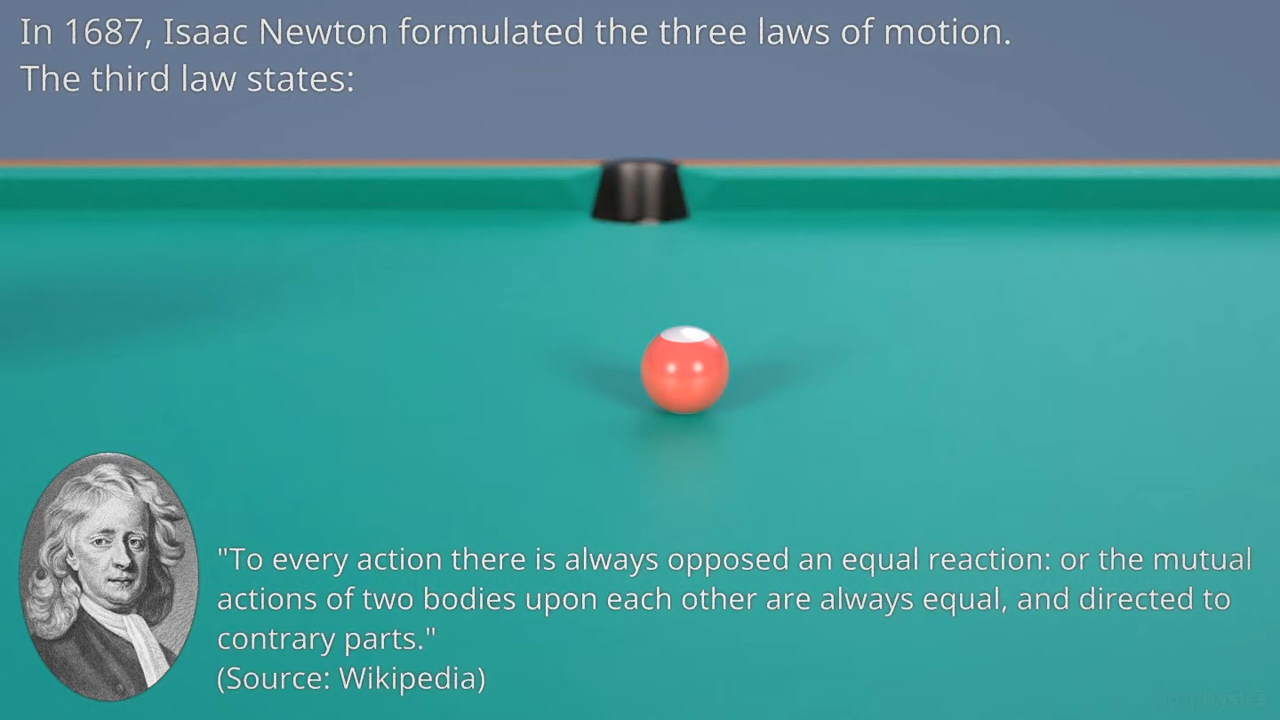 In 1687, Isaac Newton formulated the three laws of motion.
The third law states:
"To every action there is always opposed an equal reaction: or the mutual
actions of two bodies upon each other are always equal, and directed to
contrary parts."
(Source: Wikipedia)